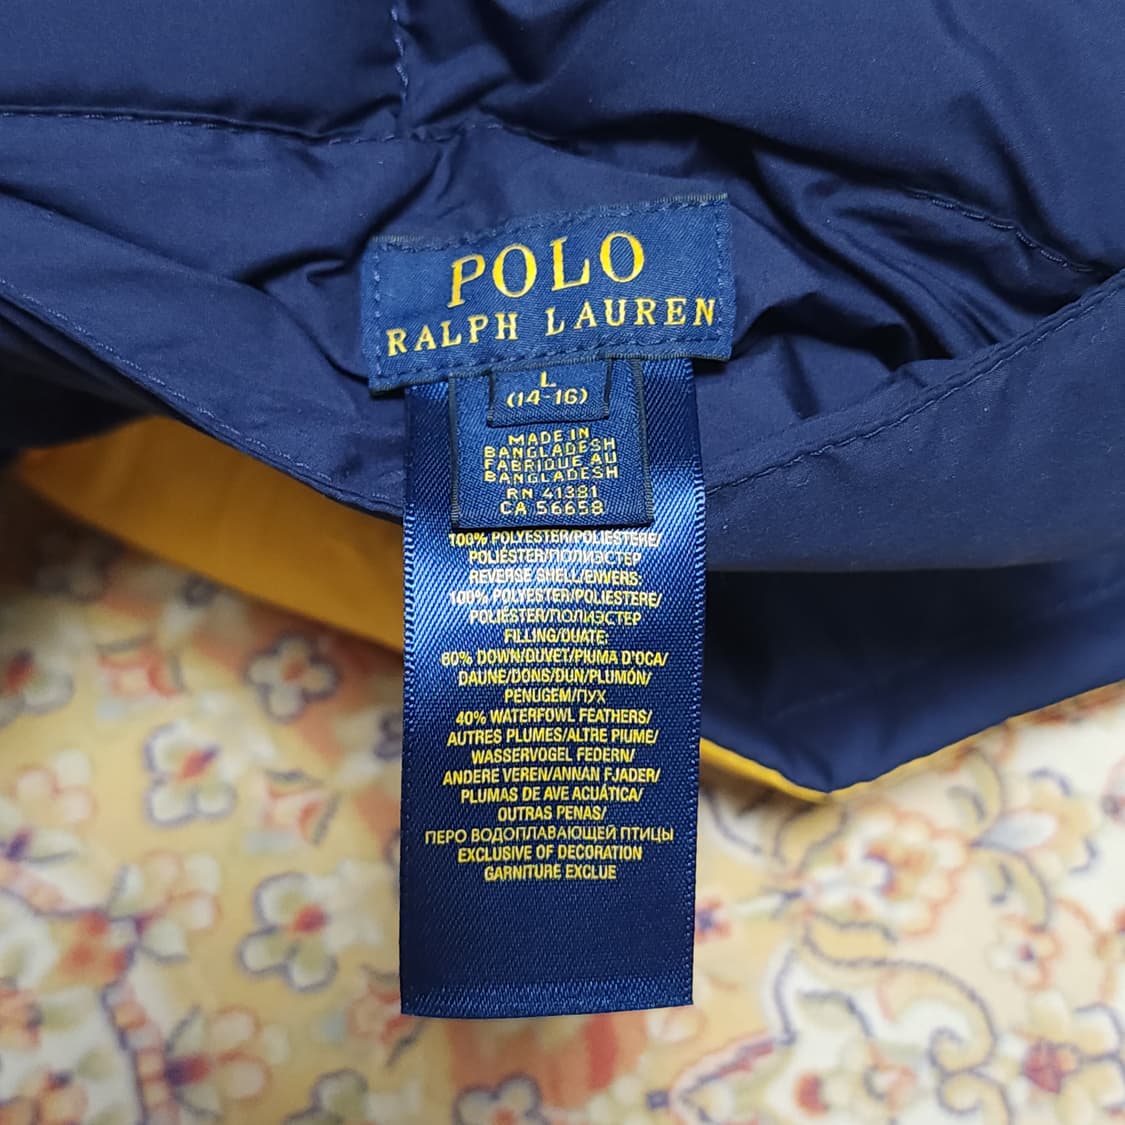 POLO
RALPH LAUREN
L
(14-16)
MADE IN
BANGLADESH
FABRIQUE AU
BANGLADESH
RN 41381
CA 56658
100% POLYESTER/POLIESTERE/
POLIÉSTER/ПОЛИЭСТЕР
REVERSE SHELL/ENVERS:
100% POLYESTER/POLIESTERE/
POLIÉSTER/ПОЛИЭСТЕР
FILLING/OUATE:
60% DOWN/DUVET/PIUMA D'OCA/
DAUNE/DONS/DUN/PLUMÓN/
PENUGEM/ПУХ
40% WATERFOWL FEATHERS/
AUTRES PLUMES/ALTRE PIUME/
WASSERVOGEL FEDERN/
ANDERE VEREN/ANNAN FJADER/
PLUMAS DE AVE ACUÁTICA/
OUTRAS PENAS/
ПЕРО ВОДОПЛАВАЮЩЕЙ ПТИЦЫ
EXCLUSIVE OF DECORATION
GARNITURE EXCLUE